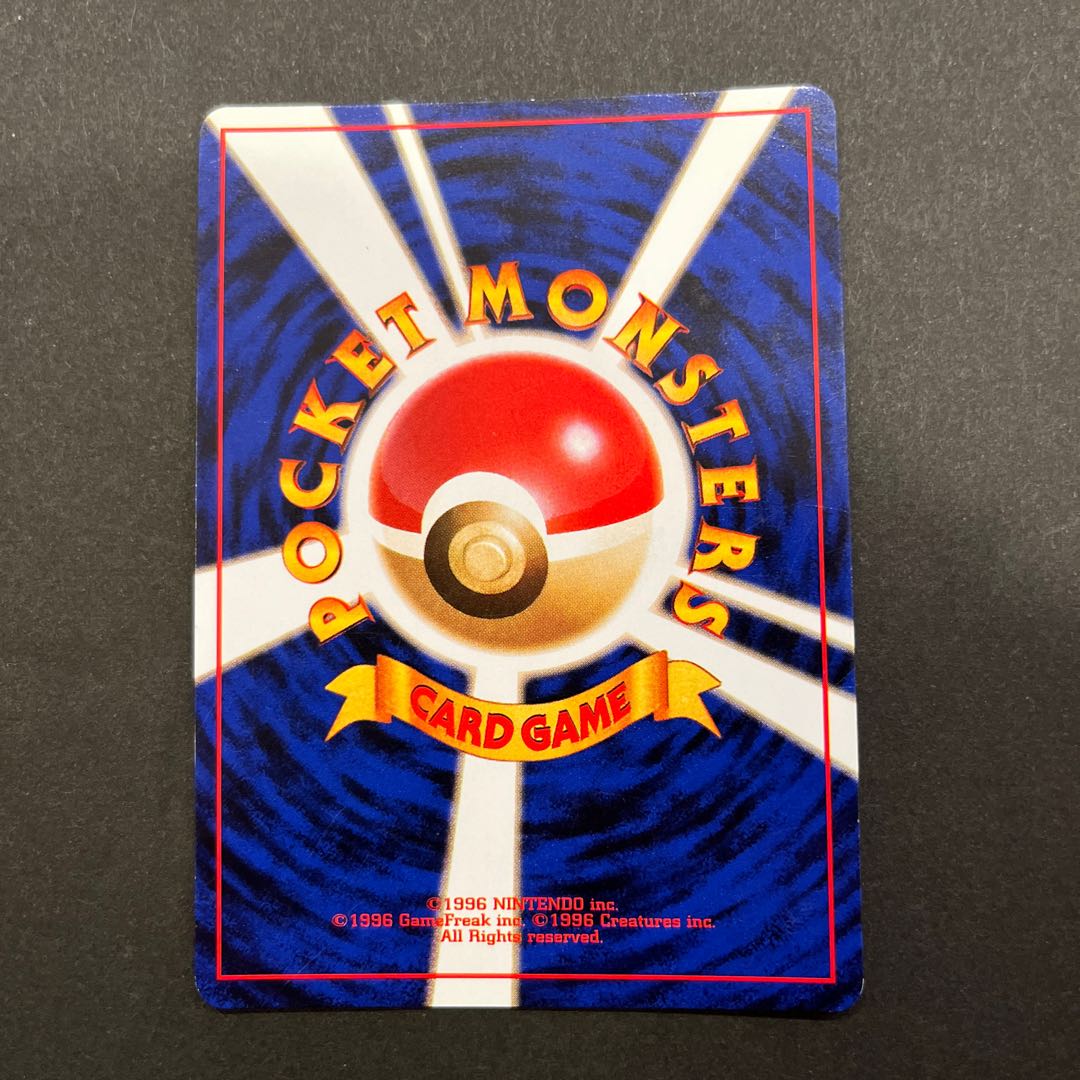 POCKET MONSTERS
CARD GAME
©1996 NINTENDO inc.
©1996 GameFreak inc. ©1996 Creatures inc.
All Rights reserved.